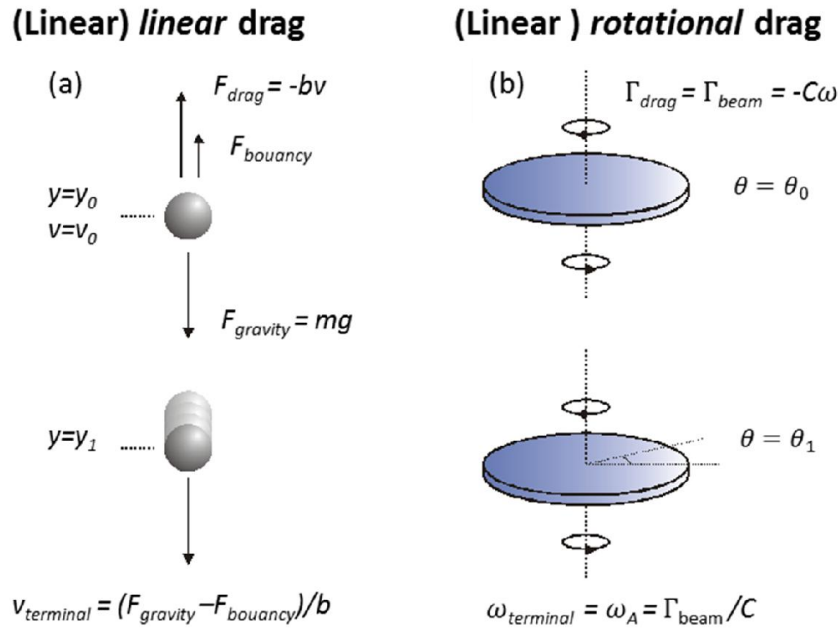 (Linear) linear drag
(a)
F_drag = -bv
F_bouancy
y=y_0
v=v_0
F_gravity = mg
y=y_1
v_terminal = (F_gravity –F_bouancy)/b
(Linear ) rotational drag
(b)
Γ_drag = Γ_beam = -Cω
θ = θ_0
θ = θ_1
ω_terminal = ω_A = Γ_beam /C